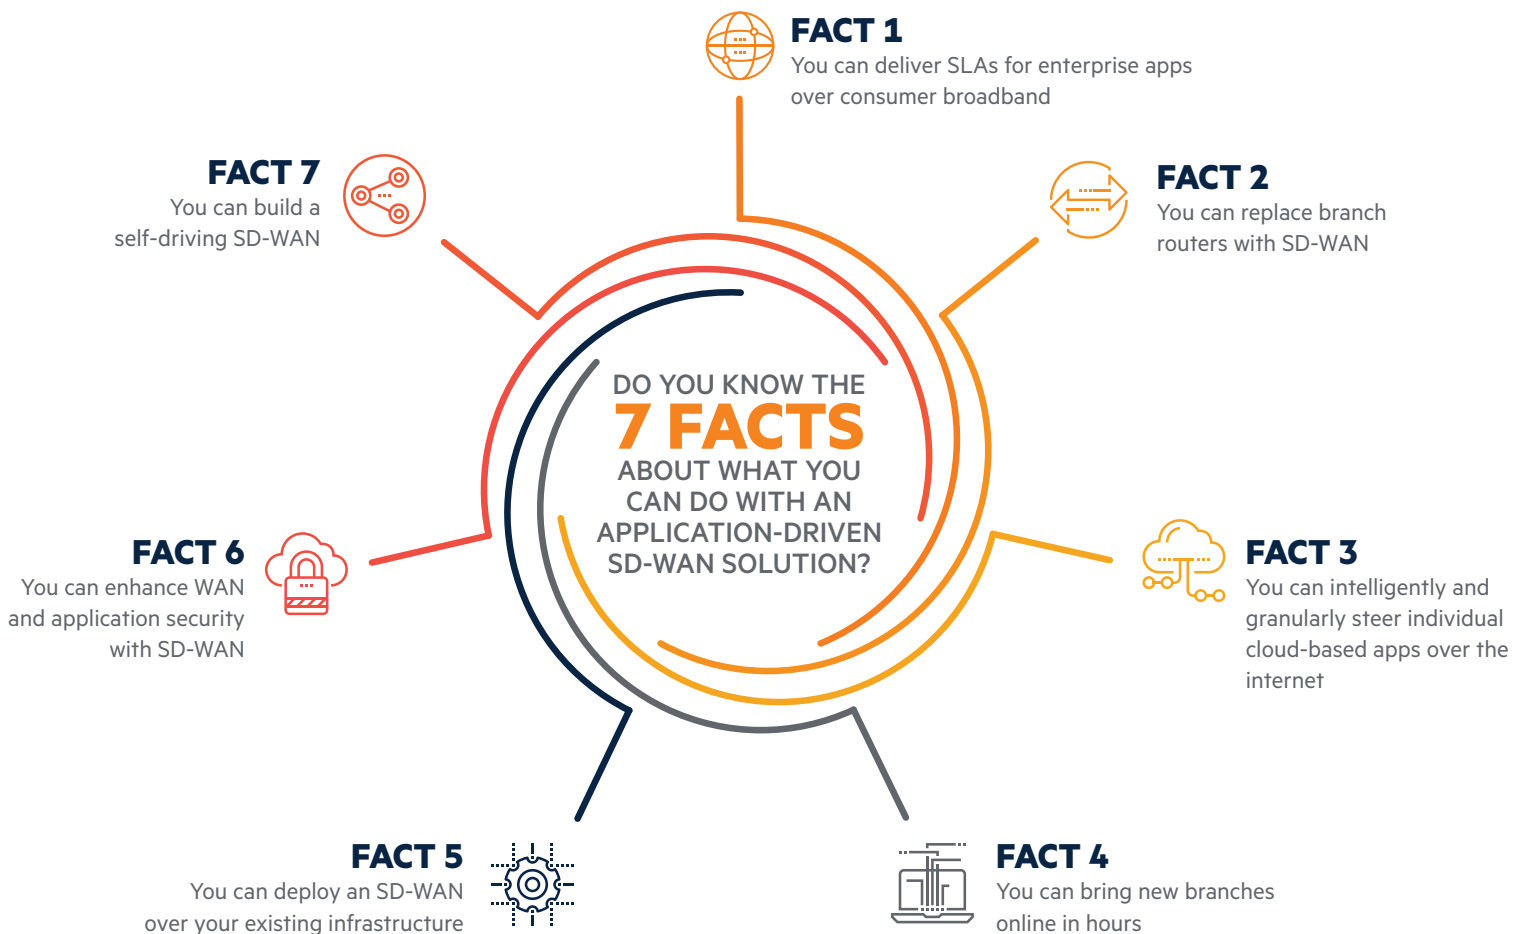 DO YOU KNOW THE
7 FACTS
ABOUT WHAT YOU
CAN DO WITH AN
APPLICATION-DRIVEN
SD-WAN SOLUTION?
FACT 1
You can deliver SLAs for enterprise apps
over consumer broadband
FACT 2
You can replace branch
routers with SD-WAN
FACT 3
You can intelligently and
granularly steer individual
cloud-based apps over the
internet
FACT 4
You can bring new branches
online in hours
FACT 5
You can deploy an SD-WAN
over your existing infrastructure
FACT 6
You can enhance WAN
and application security
with SD-WAN
FACT 7
You can build a
self-driving SD-WAN